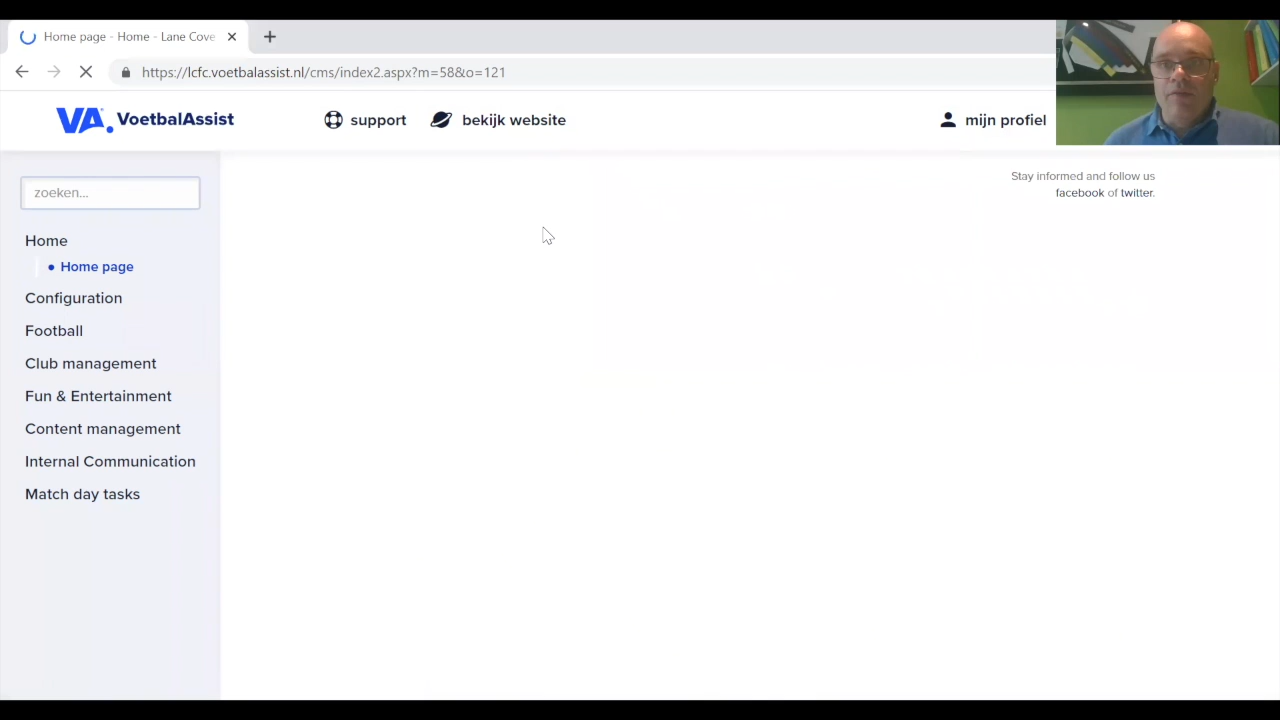 Home page - Home - Lane Cove
https://lcfc.voetbalassist.nl/cms/index2.aspx?m=58&o=121
VA. VoetbalAssist
support
bekijk website
mijn profiel
Stay informed and follow us
facebook of twitter.
zoeken...
Home
Home page
Configuration
Football
Club management
Fun & Entertainment
Content management
Internal Communication
Match day tasks